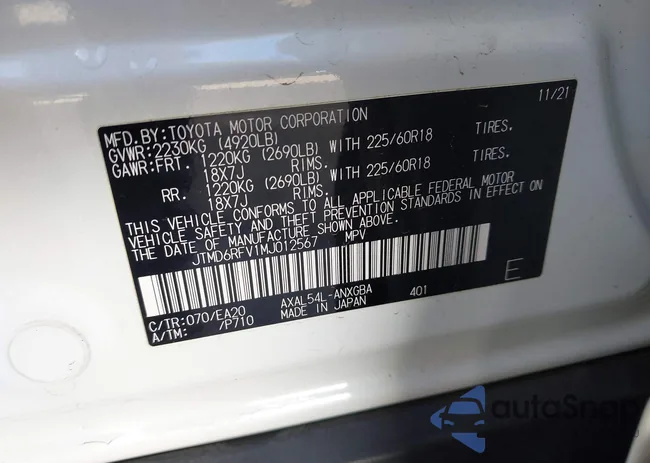 11/21
MFD.BY:TOYOTA MOTOR CORPORATION
GVWR:2230KG (4920LB)
GAWR:FRT. 1220KG (2690LB) WITH 225/60R18 TIRES.
18X7J RIMS.
RR. 1220KG (2690LB) WITH 225/60R18 TIRES.
18X7J RIMS.
THIS VEHICLE CONFORMS TO ALL APPLICABLE FEDERAL MOTOR
VEHICLE SAFETY AND THEFT PREVENTION STANDARDS IN EFFECT ON
THE DATE OF MANUFACTURE SHOWN ABOVE.
JTMD6RFV1MJ012567 MPV
E
C/TR:070/EA20 AXAL54L-ANXGBA 401
A/TM: /P710 MADE IN JAPAN
autoSnap